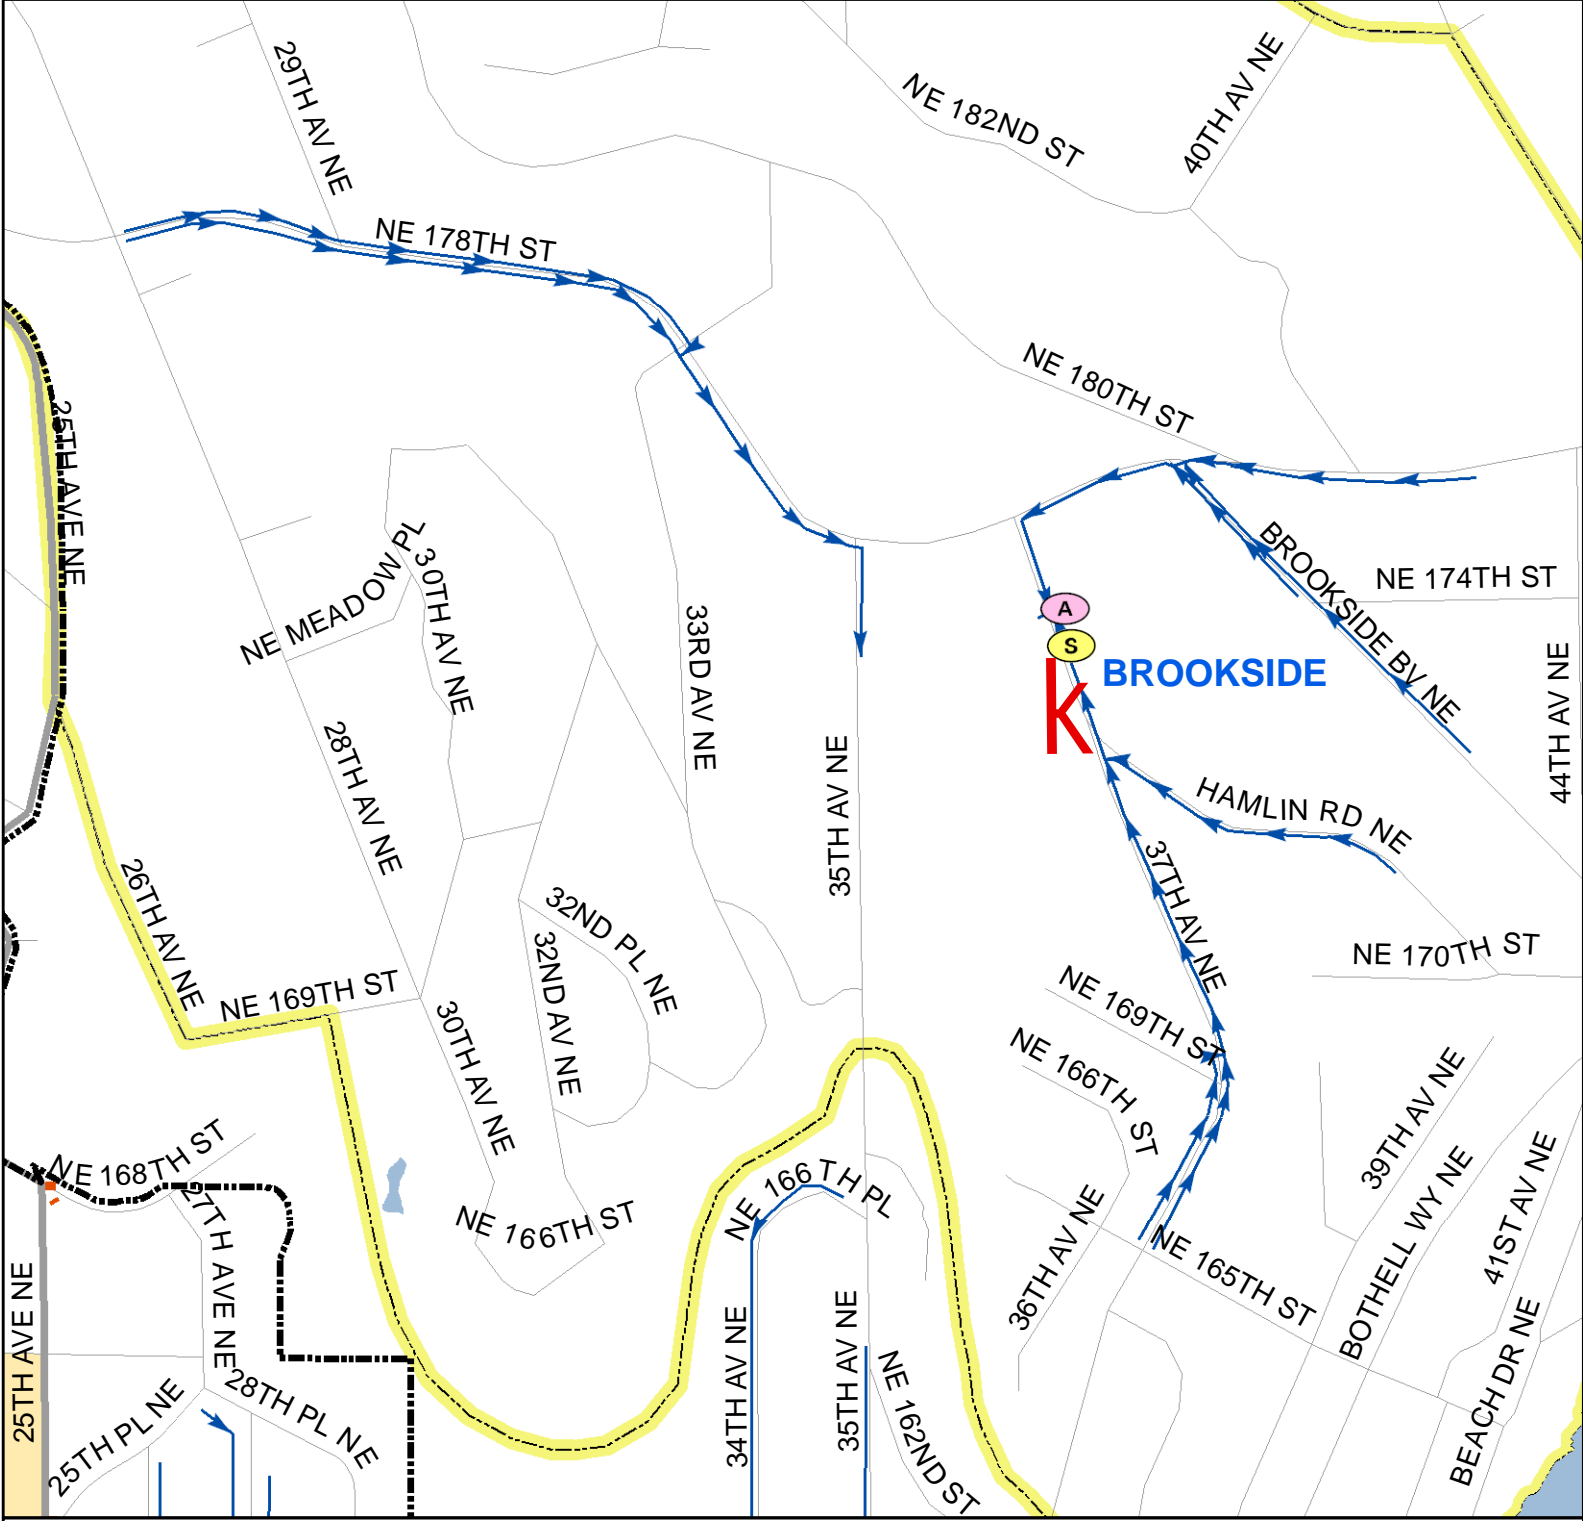 29TH AV NE
NE 182ND ST
40TH AV NE
NE 178TH ST
NE 180TH ST
25TH AVE NE
NE MEADOW PL
30TH AV NE
33RD AV NE
A
S
k
BROOKSIDE
BROOKSIDE BV NE
NE 174TH ST
44TH AV NE
28TH AV NE
35TH AV NE
HAMLIN RD NE
37TH AV NE
26TH AV NE
32ND PL NE
32ND AV NE
NE 170TH ST
NE 169TH ST
NE 169TH ST
30TH AV NE
NE 166TH ST
39TH AV NE
NE 168TH ST
27TH AVE NE
NE 166TH ST
NE 166 TH PL
36TH AV NE
NE 165TH ST
BOTHELL WY NE
41ST AV NE
25TH AVE NE
34TH AV NE
35TH AV NE
NE 162ND ST
BEACH DR NE
25TH PL NE
28TH PL NE